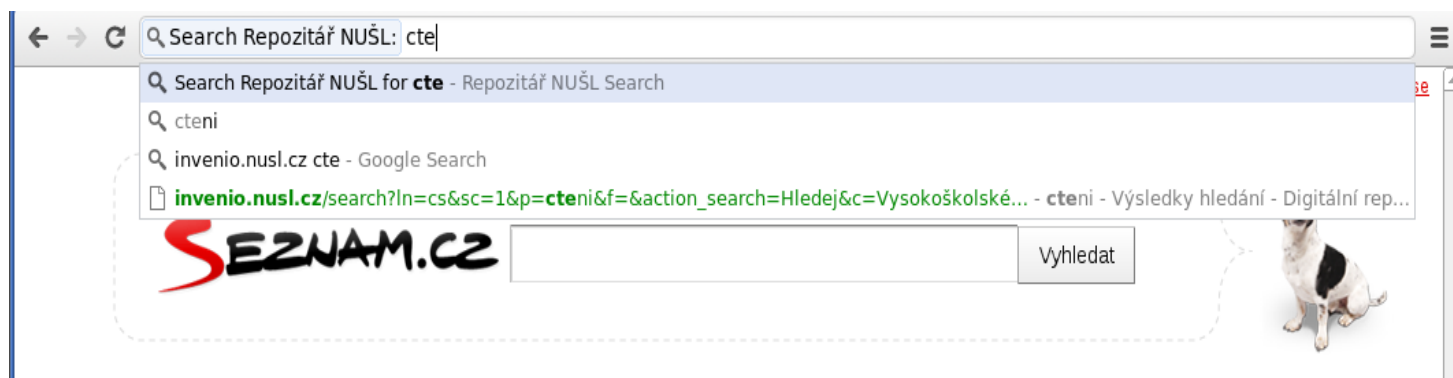 Search Repozitář NUŠL: cte
Search Repozitář NUŠL for cte - Repozitář NUŠL Search
se
cteni
invenio.nusl.cz cte - Google Search
invenio.nusl.cz/search?ln=cs&sc=1&p=cteni&f=&action_search=Hledej&c=Vysokoškolské... - cteni - Výsledky hledání - Digitální rep...
SEZNAM.CZ
Vyhledat